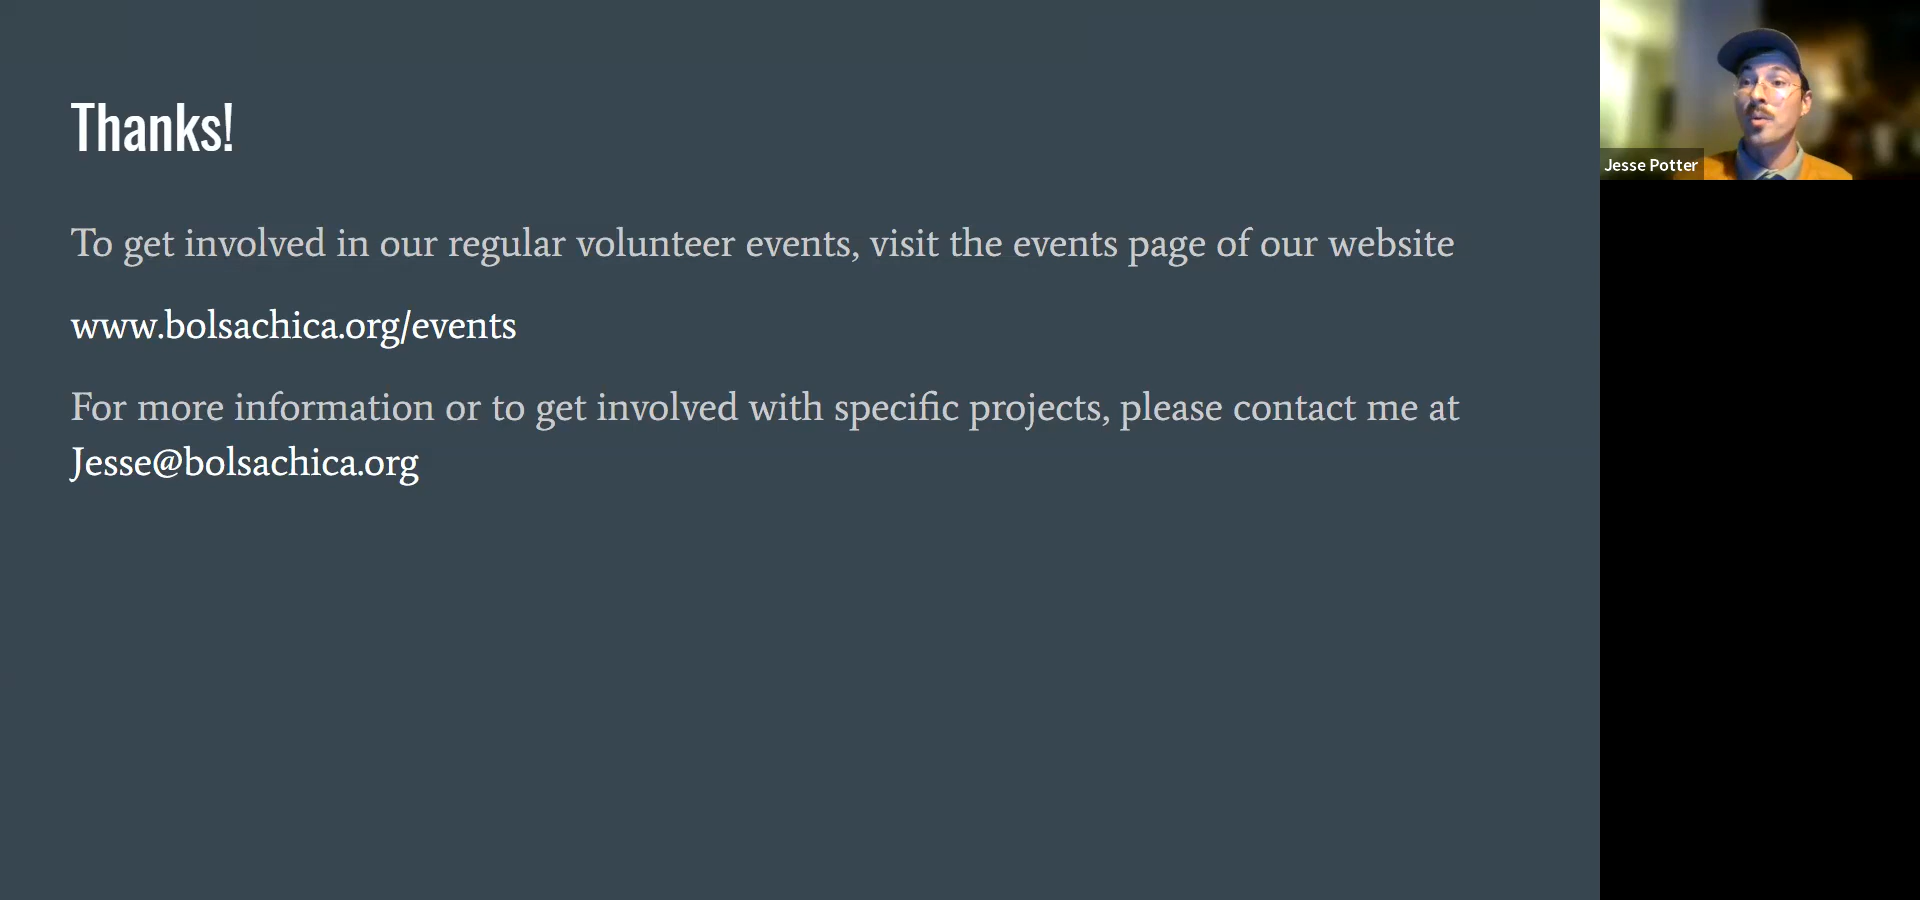 Thanks!
To get involved in our regular volunteer events, visit the events page of our website
www.bolsachica.org/events
For more information or to get involved with specific projects, please contact me at
Jesse@bolsachica.org
Jesse Potter